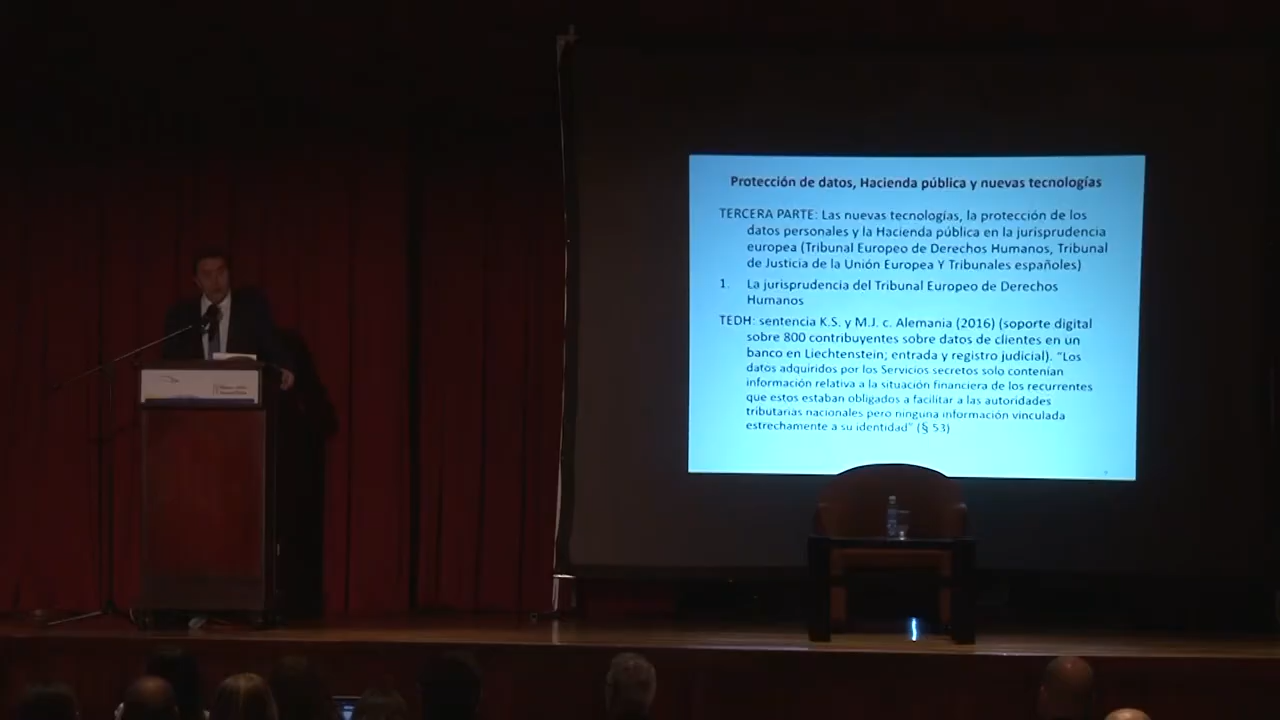 Protección de datos, Hacienda pública y nuevas tecnologías
TERCERA PARTE: Las nuevas tecnologías, la protección de los
datos personales y la Hacienda pública en la jurisprudencia
europea (Tribunal Europeo de Derechos Humanos, Tribunal
de Justicia de la Unión Europea Y Tribunales españoles)
1. La jurisprudencia del Tribunal Europeo de Derechos
Humanos
TEDH: sentencia K.S. y M.J. c. Alemania (2016) (soporte digital
sobre 800 contribuyentes sobre datos de clientes en un
banco en Liechtenstein; entrada y registro judicial). “Los
datos adquiridos por los Servicios secretos solo contenían
información relativa a la situación financiera de los recurrentes
que estos estaban obligados a facilitar a las autoridades
tributarias nacionales pero ninguna información vinculada
estrechamente a su identidad” (§ 53)